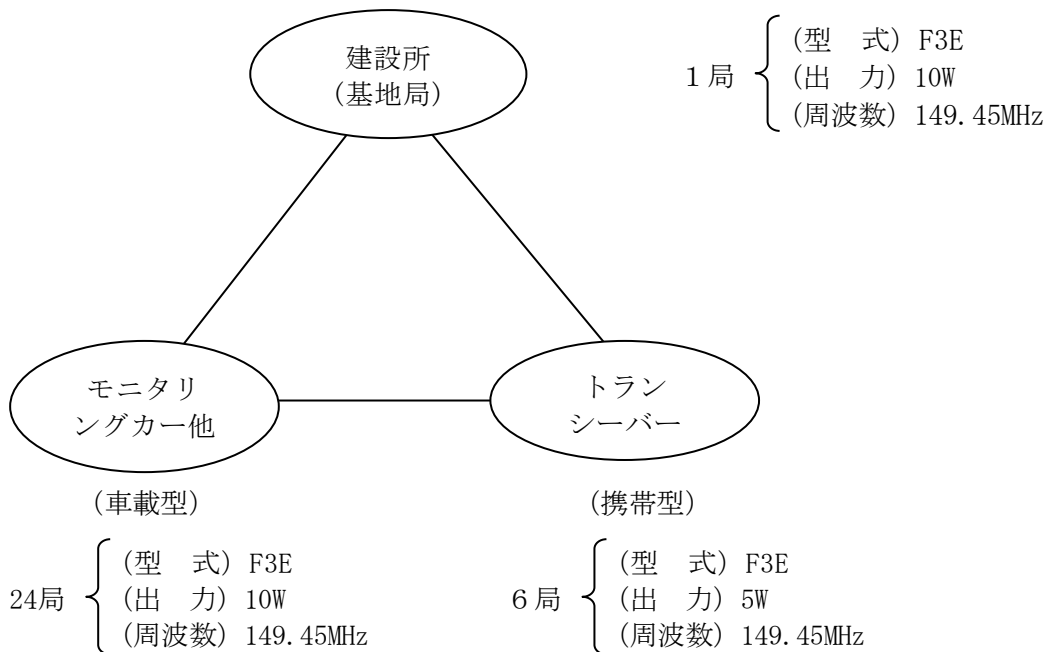 建設所
(基地局)
１局
(型　式) F3E
(出　力) 10W
(周波数) 149.45MHz
モニタリ
ングカー他
トラン
シーバー
(車載型)
(携帯型)
24局
(型　式) F3E
(出　力) 10W
(周波数) 149.45MHz
６局
(型　式) F3E
(出　力) 5W
(周波数) 149.45MHz